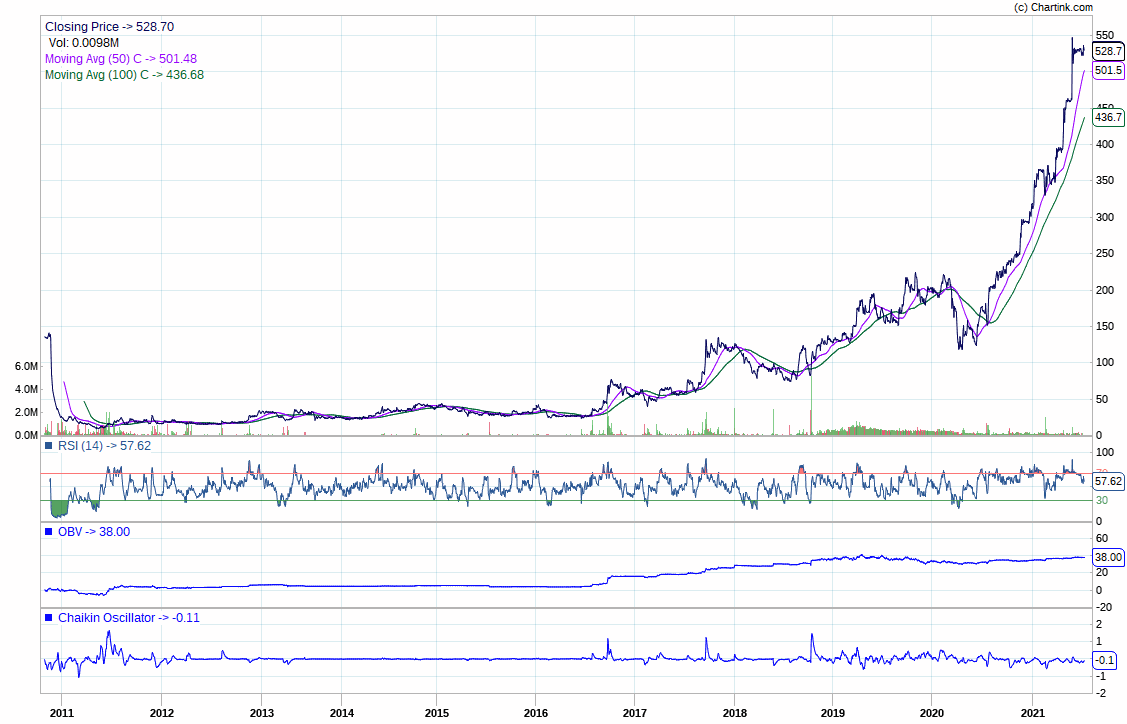 (c) Chartink.com
Closing Price -> 528.70
Vol: 0.0098M
Moving Avg (50) C -> 501.48
Moving Avg (100) C -> 436.68
550
528.7
501.5
450
436.7
400
350
300
250
200
150
100
50
0
6.0M
4.0M
2.0M
0.0M
RSI (14) -> 57.62
100
70
57.62
30
0
OBV -> 38.00
60
38.00
20
0
-20
Chaikin Oscillator -> -0.11
2
1
-0.1
-1
-2
2011 2012 2013 2014 2015 2016 2017 2018 2019 2020 2021